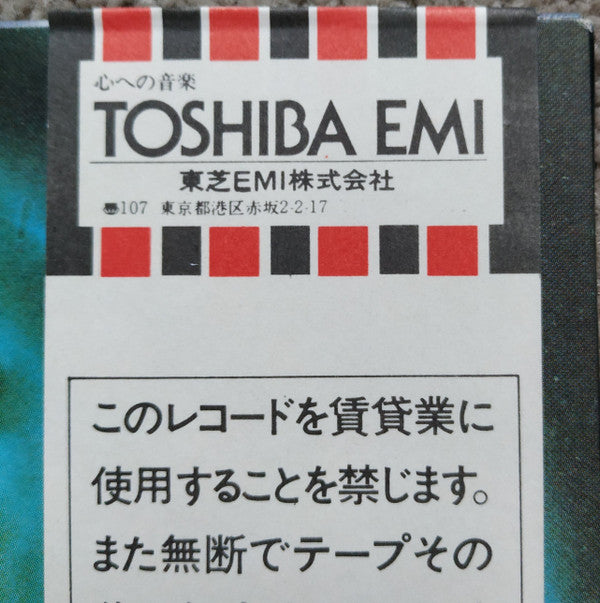 心への音楽
TOSHIBA EMI
東芝EMI株式会社
〠107 東京都港区赤坂2-2-17
このレコードを賃貸業に
使用することを禁じます。
また無断でテープその